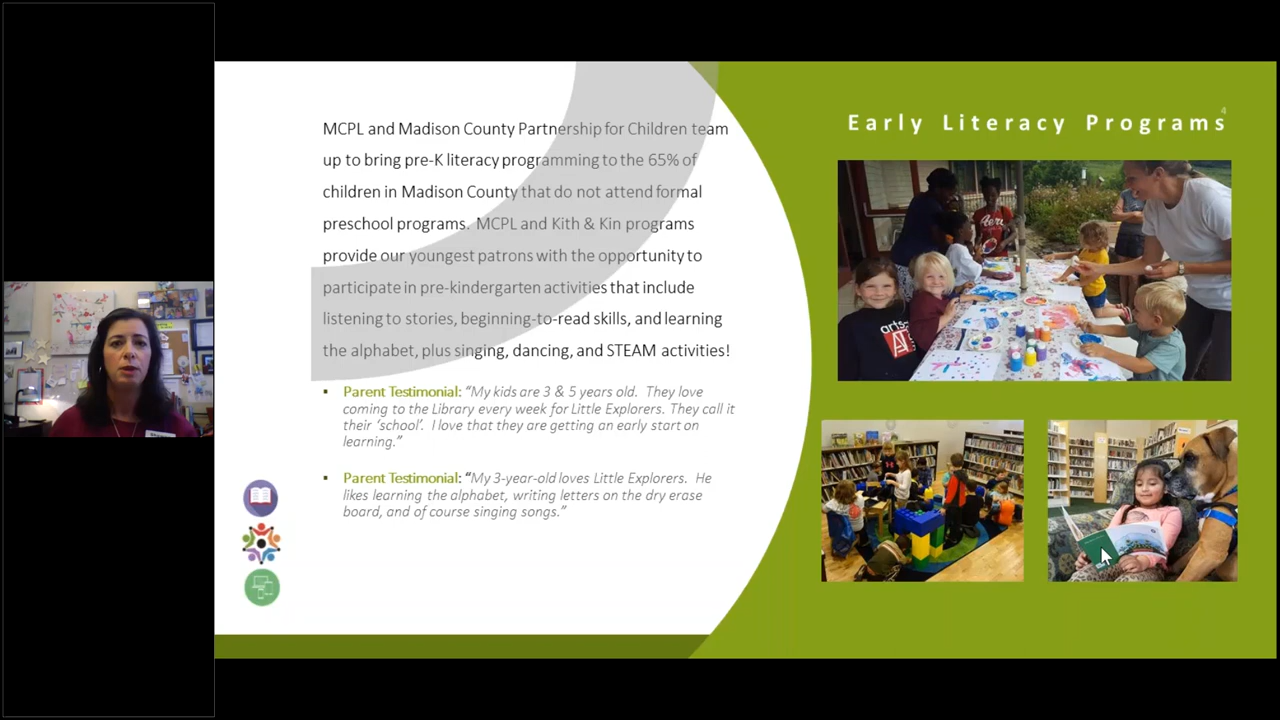 4
Early Literacy Programs
MCPL and Madison County Partnership for Children team
up to bring pre-K literacy programming to the 65% of
children in Madison County that do not attend formal
preschool programs. MCPL and Kith & Kin programs
provide our youngest patrons with the opportunity to
participate in pre-kindergarten activities that include
listening to stories, beginning-to-read skills, and learning
the alphabet, plus singing, dancing, and STEAM activities!
▪ Parent Testimonial: “My kids are 3 & 5 years old. They love
coming to the Library every week for Little Explorers. They call it
their ‘school’. I love that they are getting an early start on
learning.”
▪ Parent Testimonial: “My 3-year-old loves Little Explorers. He
likes learning the alphabet, writing letters on the dry erase
board, and of course singing songs.”